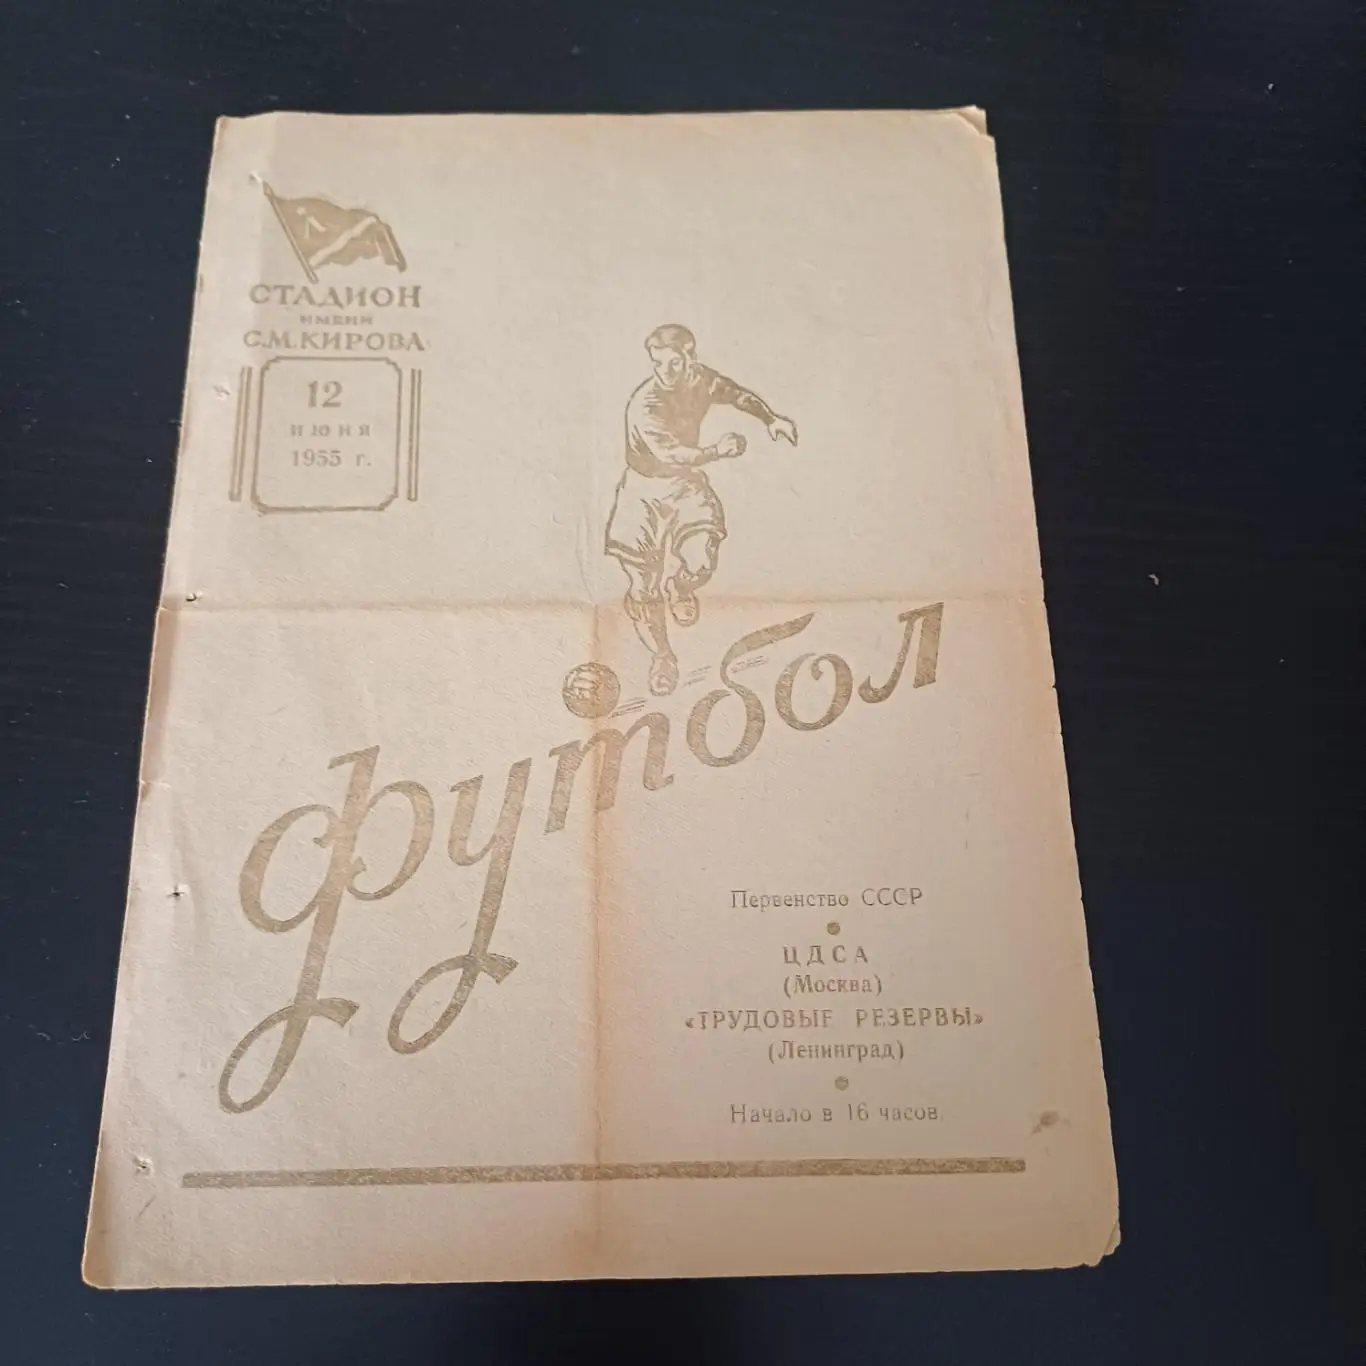 СТАДИОН
ИМЕНИ
С.М.КИРОВА
12
июня
1955 г.
футбол
Первенство СССР
ЦДСА
(Москва)
«ТРУДОВЫЕ РЕЗЕРВЫ»
(Ленинград)
Начало в 16 часов